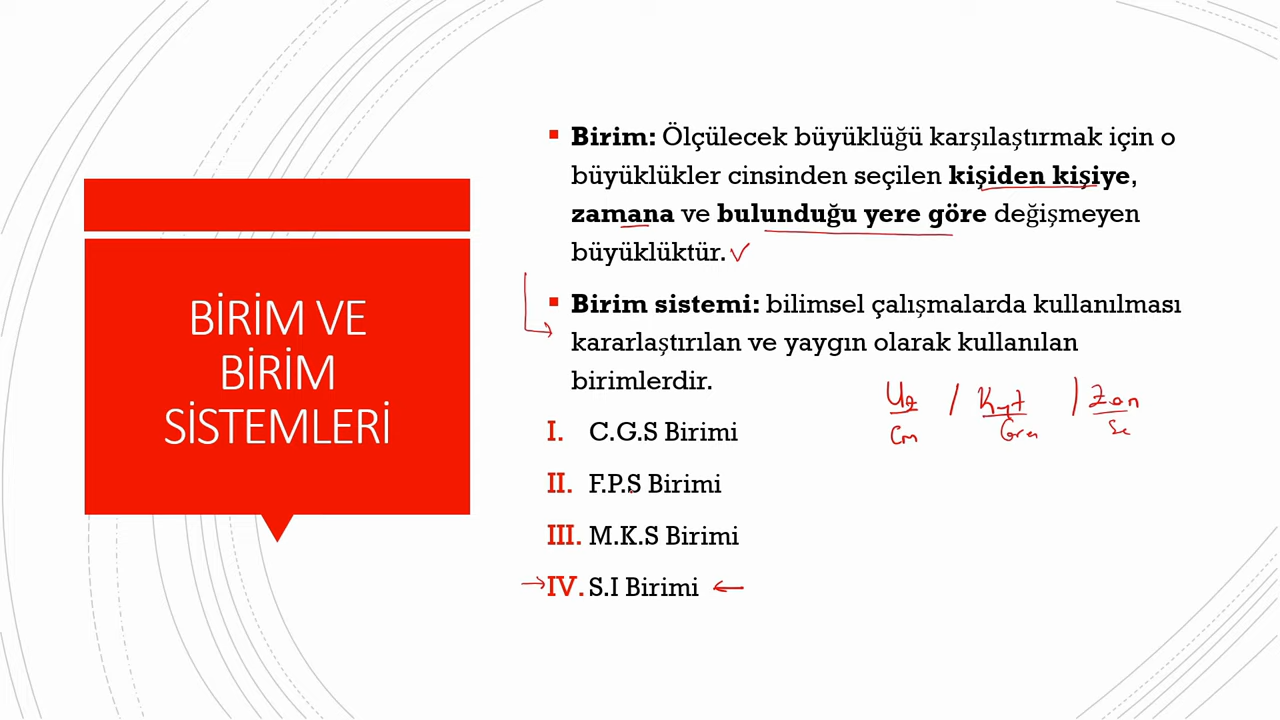 BİRİM VE
BİRİM
SİSTEMLERİ
▪ Birim: Ölçülecek büyüklüğü karşılaştırmak için o
büyüklükler cinsinden seçilen kişiden kişiye,
zamana ve bulunduğu yere göre değişmeyen
büyüklüktür.
▪ Birim sistemi: bilimsel çalışmalarda kullanılması
kararlaştırılan ve yaygın olarak kullanılan
birimlerdir.
I. C.G.S Birimi
II. F.P.S Birimi
III. M.K.S Birimi
IV. S.I Birimi
Cm